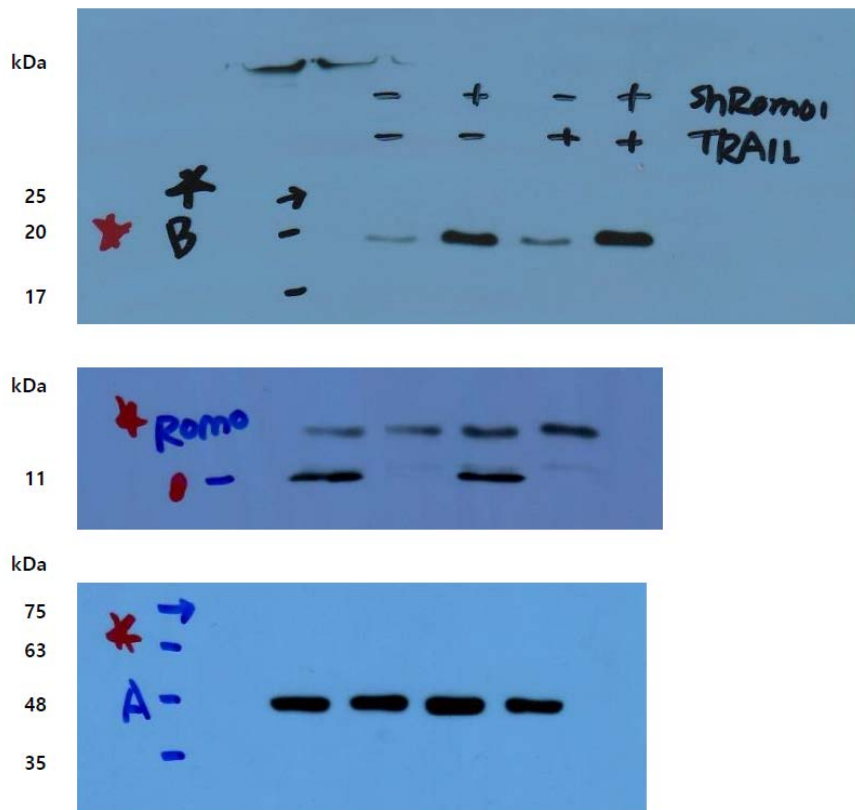 kDa
- + - + shRomo1
- - + + TRAIL
25
20 B
17
kDa
Romo
11
kDa
75
63
A 48
35